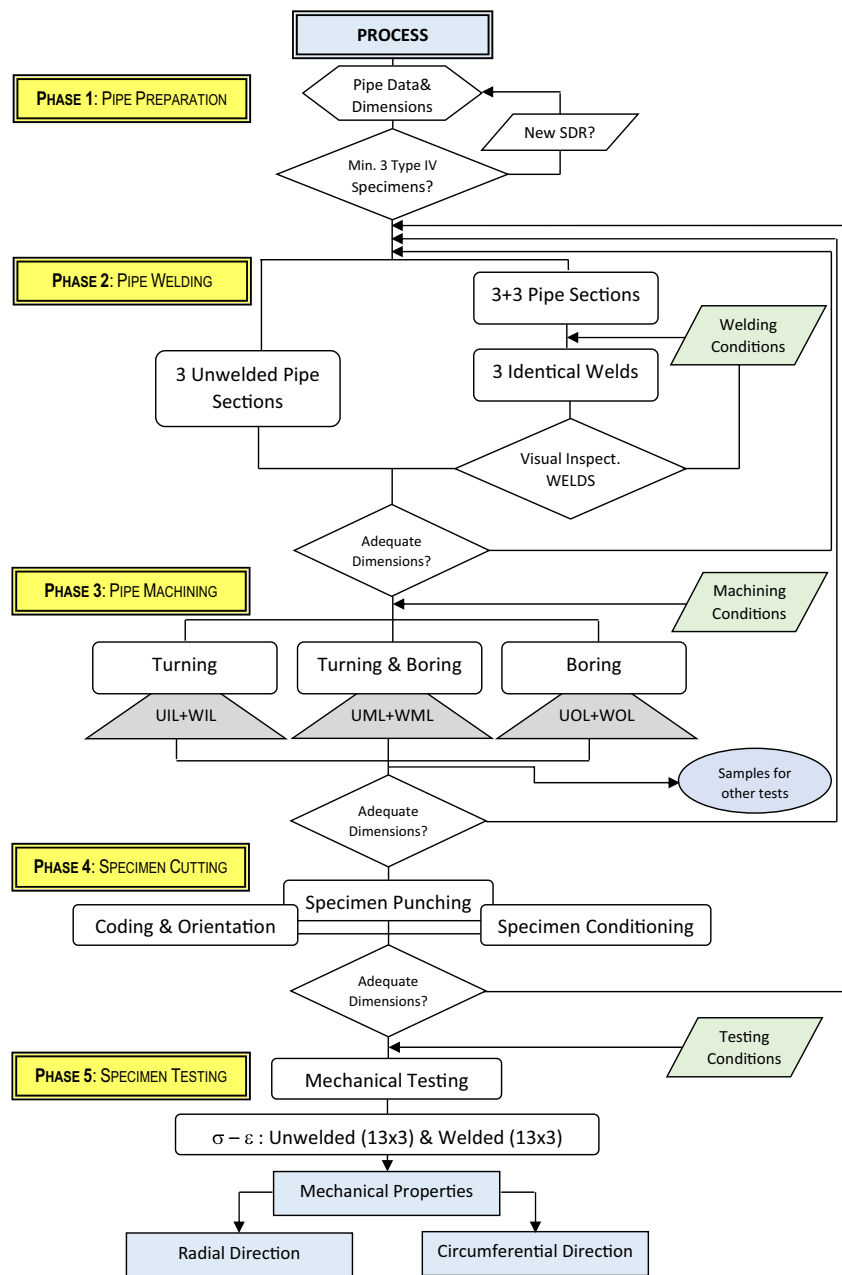 PROCESS
PHASE 1: PIPE PREPARATION
Pipe Data&
Dimensions
New SDR?
Min. 3 Type IV
Specimens?
PHASE 2: PIPE WELDING
3+3 Pipe Sections
Welding
Conditions
3 Unwelded Pipe
Sections
3 Identical Welds
Visual Inspect.
WELDS
Adequate
Dimensions?
PHASE 3: PIPE MACHINING
Machining
Conditions
Turning
Turning & Boring
Boring
UIL+WIL
UML+WML
UOL+WOL
Samples for
other tests
Adequate
Dimensions?
PHASE 4: SPECIMEN CUTTING
Specimen Punching
Coding & Orientation
Specimen Conditioning
Adequate
Dimensions?
Testing
Conditions
PHASE 5: SPECIMEN TESTING
Mechanical Testing
σ – ε : Unwelded (13x3) & Welded (13x3)
Mechanical Properties
Radial Direction
Circumferential Direction